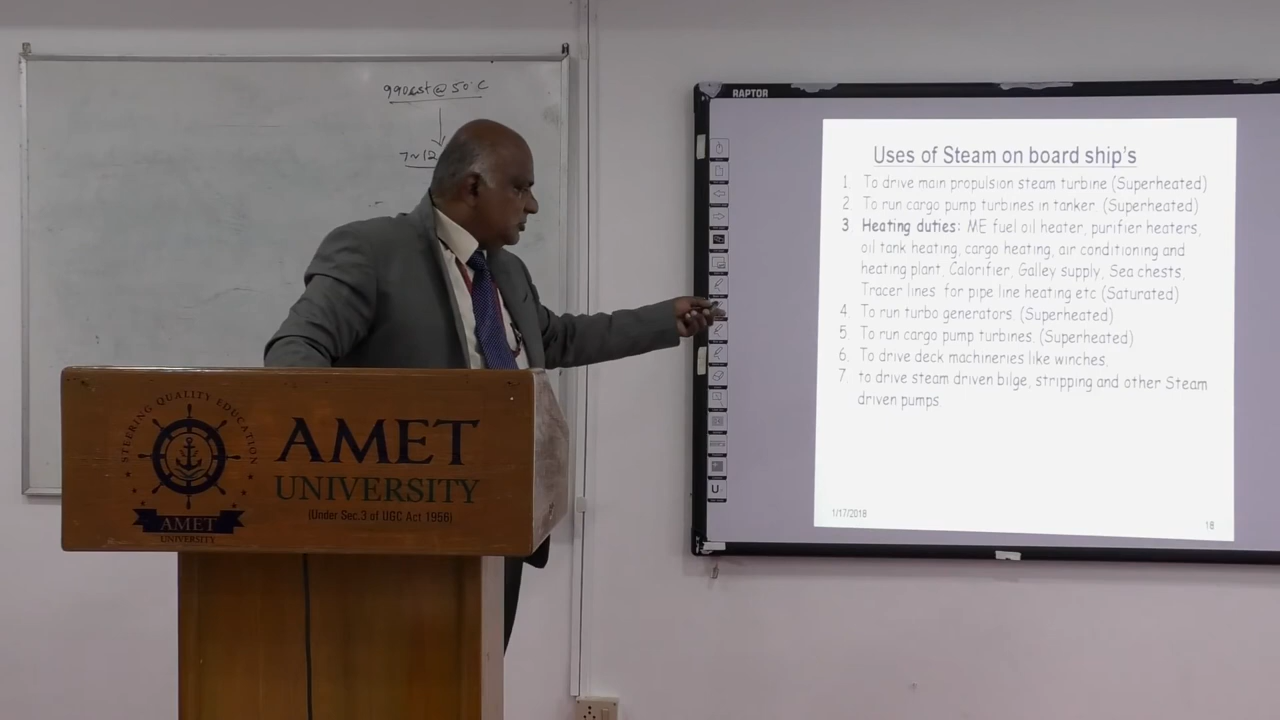 990cst@ 50°C
7~12
RAPTOR
Uses of Steam on board ship's
1. To drive main propulsion steam turbine (Superheated)
2. To run cargo pump turbines in tanker. (Superheated)
3 Heating duties: ME fuel oil heater, purifier heaters,
oil tank heating, cargo heating, air conditioning and
heating plant, Calorifier, Galley supply, Sea chests,
Tracer lines for pipe line heating etc (Saturated)
4. To run turbo generators. (Superheated)
5. To run cargo pump turbines. (Superheated)
6. To drive deck machineries like winches,
7. to drive steam driven bilge, stripping and other Steam
driven pumps.
1/17/2018
18
STEERING QUALITY EDUCATION
AMET
UNIVERSITY
AMET
UNIVERSITY
(Under Sec.3 of UGC Act 1956)